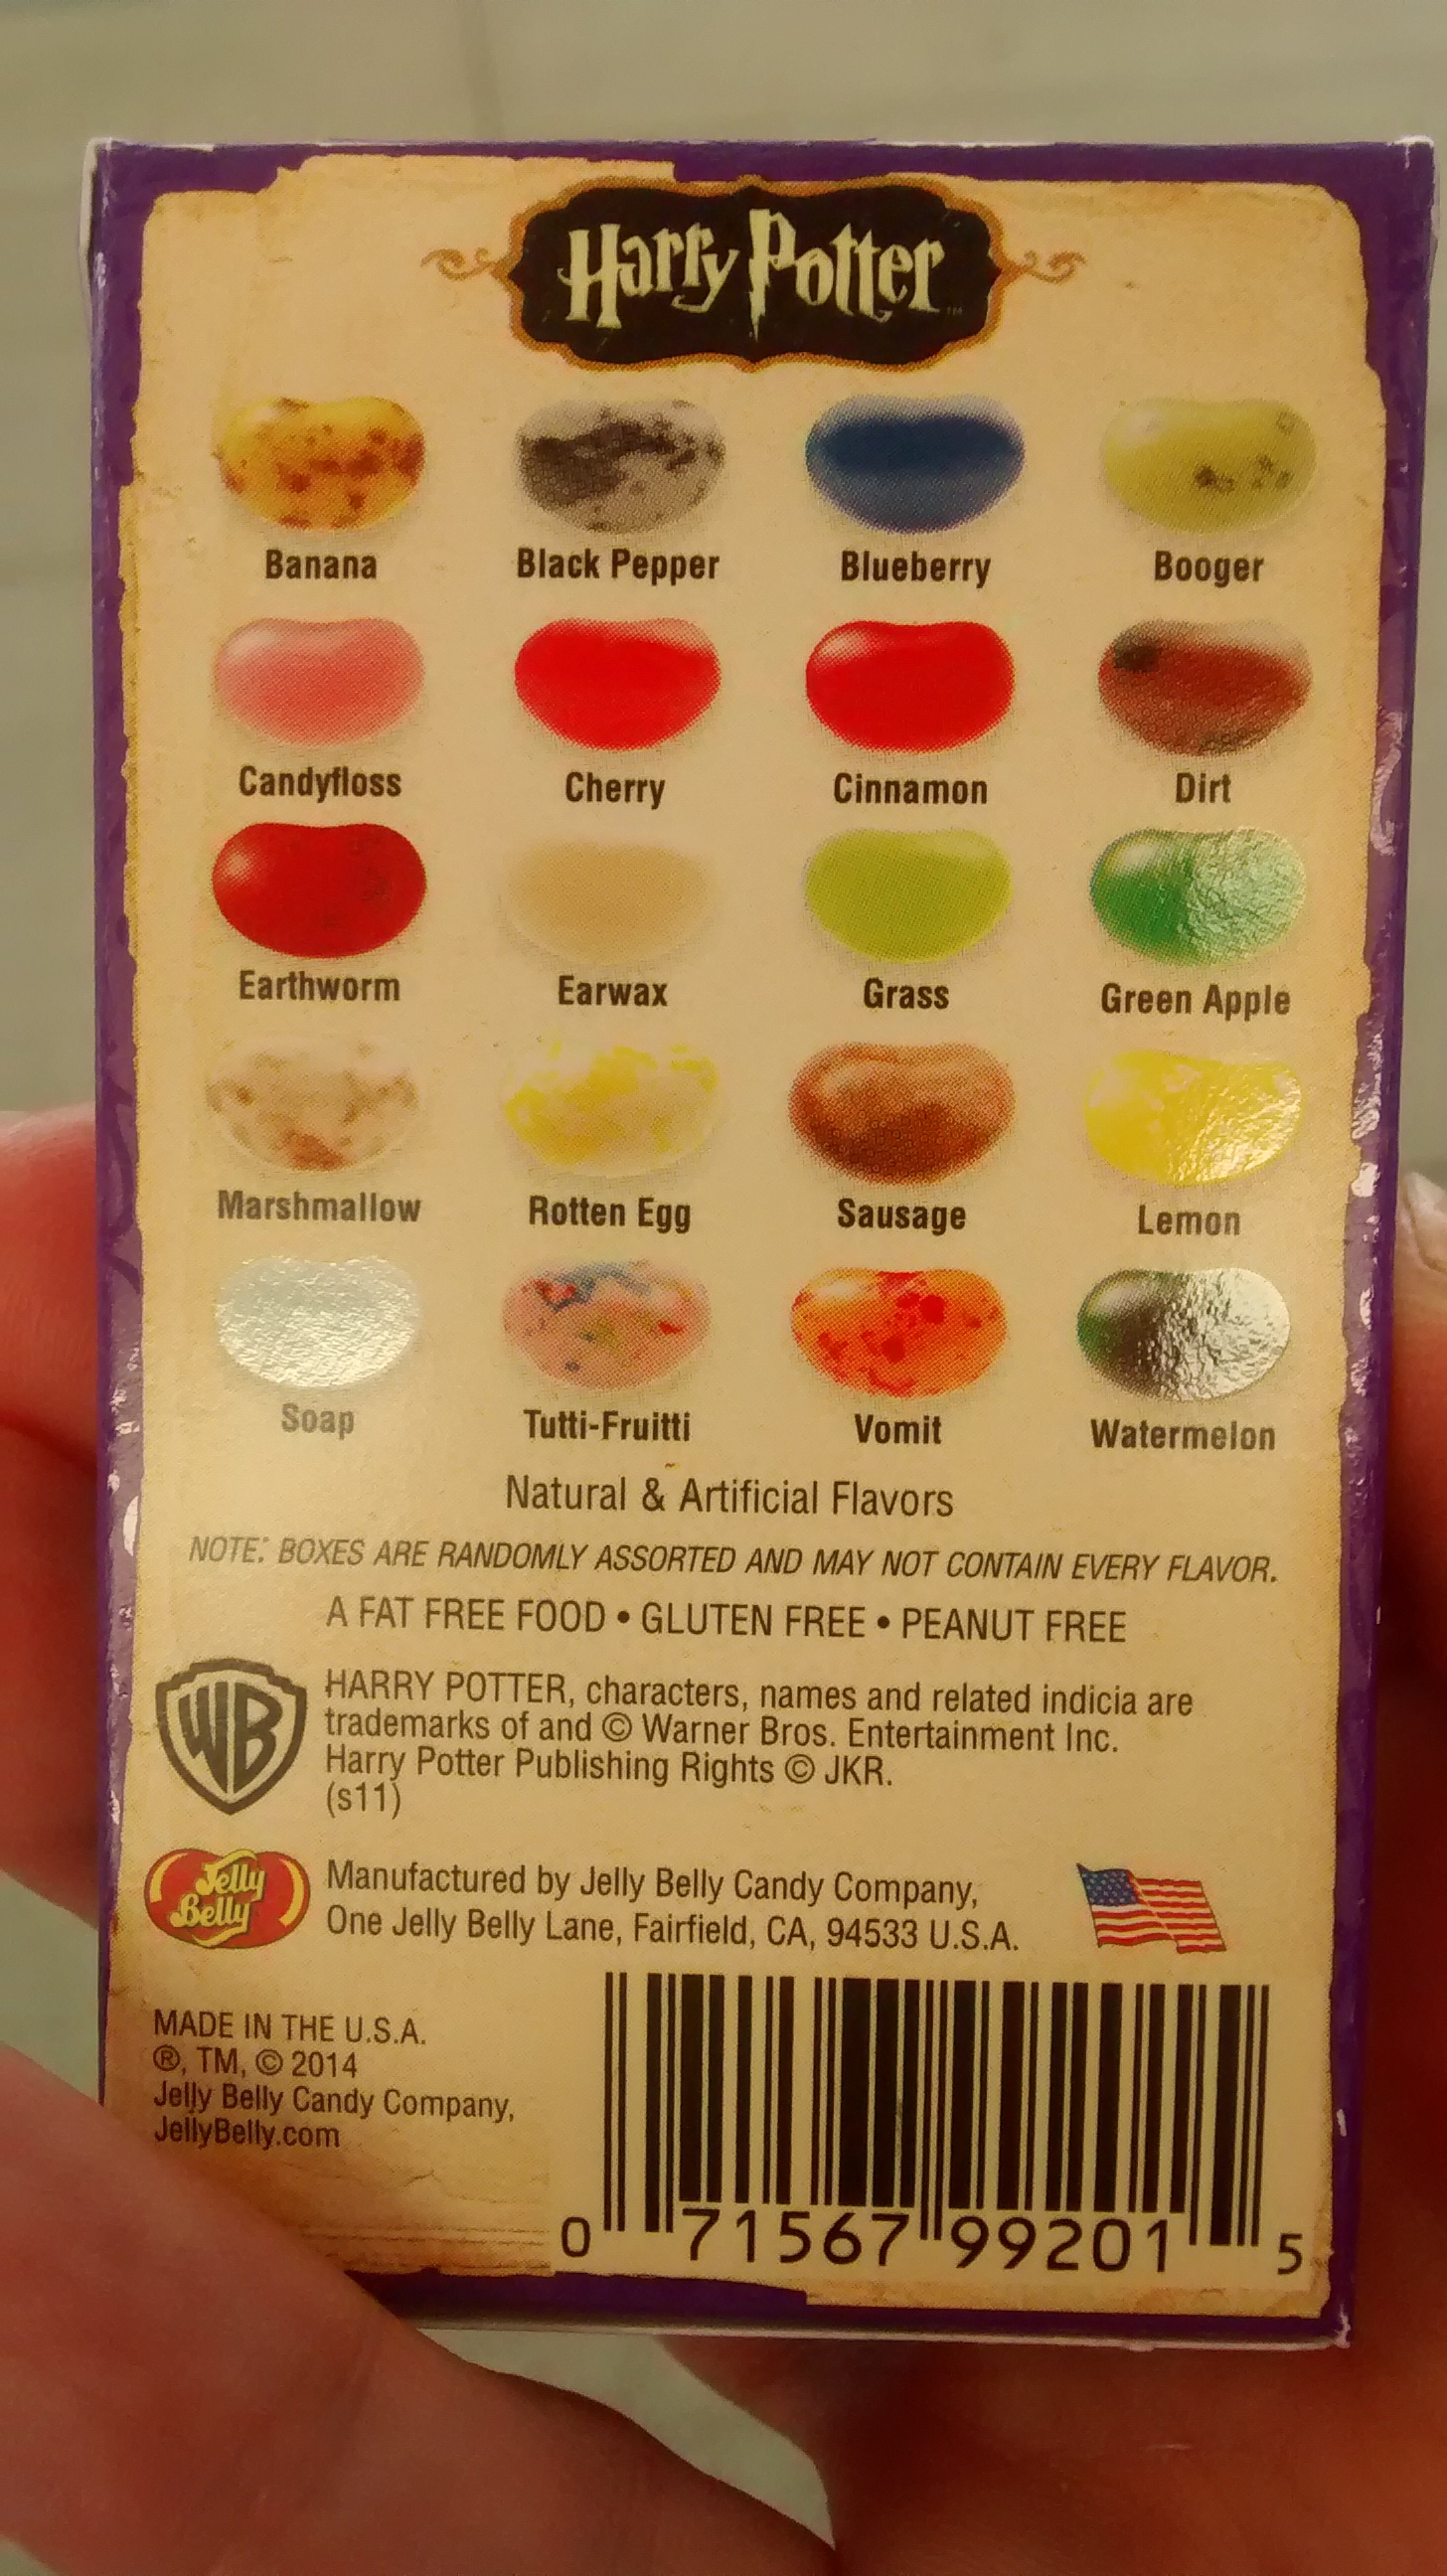 Harry Potter™
Banana Black Pepper Blueberry Booger
Candyfloss Cherry Cinnamon Dirt
Earthworm Earwax Grass Green Apple
Marshmallow Rotten Egg Sausage Lemon
Soap Tutti-Fruitti Vomit Watermelon
Natural & Artificial Flavors
NOTE: BOXES ARE RANDOMLY ASSORTED AND MAY NOT CONTAIN EVERY FLAVOR.
A FAT FREE FOOD • GLUTEN FREE • PEANUT FREE
WB
HARRY POTTER, characters, names and related indicia are
trademarks of and © Warner Bros. Entertainment Inc.
Harry Potter Publishing Rights © JKR.
(s11)
Jelly
Belly
Manufactured by Jelly Belly Candy Company,
One Jelly Belly Lane, Fairfield, CA, 94533 U.S.A.
MADE IN THE U.S.A.
®, TM, © 2014
Jelly Belly Candy Company,
JellyBelly.com
0 71567 99201 5